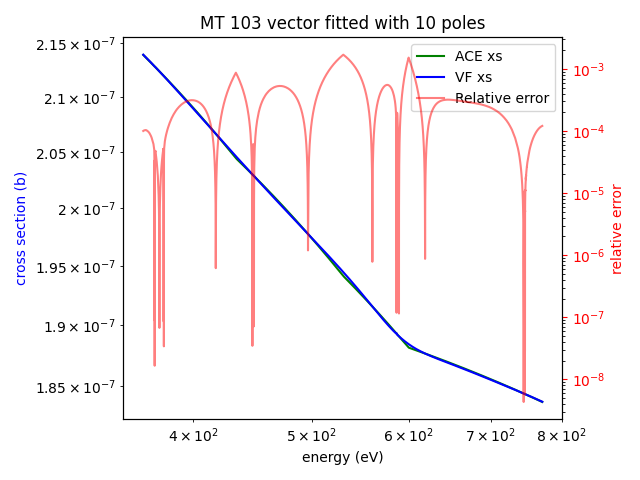 MT 103 vector fitted with 10 poles
ACE xs
VF xs
Relative error
2.15 × 10⁻⁷
2.1 × 10⁻⁷
2.05 × 10⁻⁷
2 × 10⁻⁷
1.95 × 10⁻⁷
1.9 × 10⁻⁷
1.85 × 10⁻⁷
cross section (b)
10⁻³
10⁻⁴
10⁻⁵
10⁻⁶
10⁻⁷
10⁻⁸
relative error
4 × 10² 5 × 10² 6 × 10² 7 × 10² 8 × 10²
energy (eV)